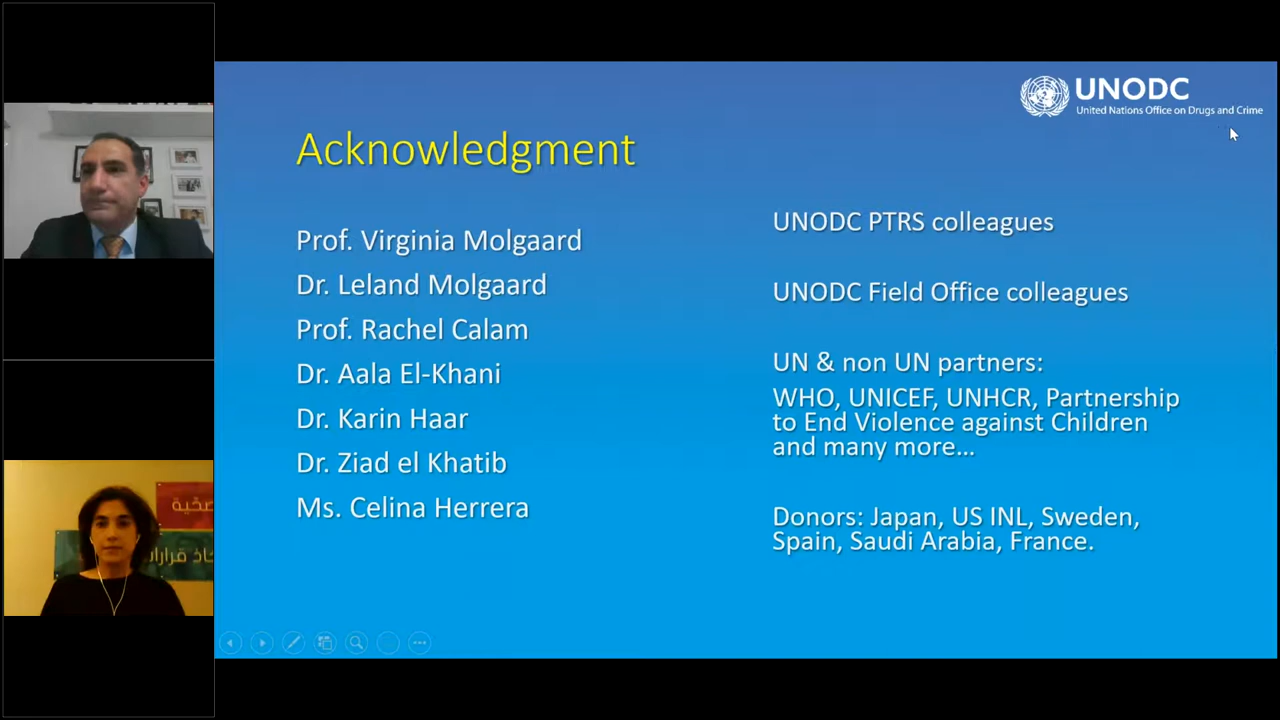 UNODC
United Nations Office on Drugs and Crime
Acknowledgment
Prof. Virginia Molgaard
Dr. Leland Molgaard
Prof. Rachel Calam
Dr. Aala El-Khani
Dr. Karin Haar
Dr. Ziad el Khatib
Ms. Celina Herrera
UNODC PTRS colleagues
UNODC Field Office colleagues
UN & non UN partners:
WHO, UNICEF, UNHCR, Partnership
to End Violence against Children
and many more…
Donors: Japan, US INL, Sweden,
Spain, Saudi Arabia, France.
قرارات